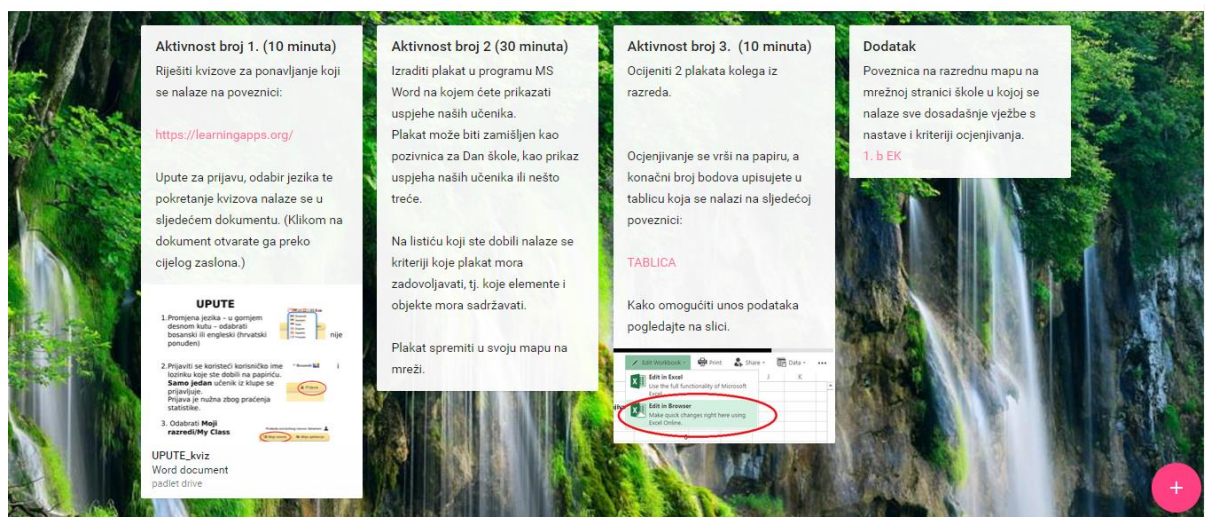 Aktivnost broj 1. (10 minuta)
Riješiti kvizove za ponavljanje koji
se nalaze na poveznici:
https://learningapps.org/
Upute za prijavu, odabir jezika te
pokretanje kvizova nalaze se u
sljedećem dokumentu. (Klikom na
dokument otvarate ga preko
cijelog zaslona.)
UPUTE
1. Promjena jezika – u gornjem
desnom kutu – odabrati
bosanski ili engleski (hrvatski nije
ponuđen)
2. Prijaviti se koristeći korisničko ime i
lozinku koje ste dobili na papiriću.
Samo jedan učenik iz klupe se
prijavljuje.
Prijava je nužna zbog praćenja
statistike.
3. Odabrati Moji
razredi/My Class
UPUTE_kviz
Word document
padlet drive
Aktivnost broj 2 (30 minuta)
Izraditi plakat u programu MS
Word na kojem ćete prikazati
uspjehe naših učenika.
Plakat može biti zamišljen kao
pozivnica za Dan škole, kao prikaz
uspjeha naših učenika ili nešto
treće.
Na listiću koji ste dobili nalaze se
kriteriji koje plakat mora
zadovoljavati, tj. koje elemente i
objekte mora sadržavati.
Plakat spremiti u svoju mapu na
mreži.
Aktivnost broj 3. (10 minuta)
Ocijeniti 2 plakata kolega iz
razreda.
Ocjenjivanje se vrši na papiru, a
konačni broj bodova upisujete u
tablicu koja se nalazi na sljedećoj
poveznici:
TABLICA
Kako omogućiti unos podataka
pogledajte na slici.
Edit Workbook Print Share Data
Edit in Excel
Use the full functionality of Microsoft
Excel
J K
Edit in Browser
Make quick changes right here using
Excel Online.
Dodatak
Poveznica na razrednu mapu na
mrežnoj stranici škole u kojoj se
nalaze sve dosadašnje vježbe s
nastave i kriteriji ocjenjivanja.
1. b EK